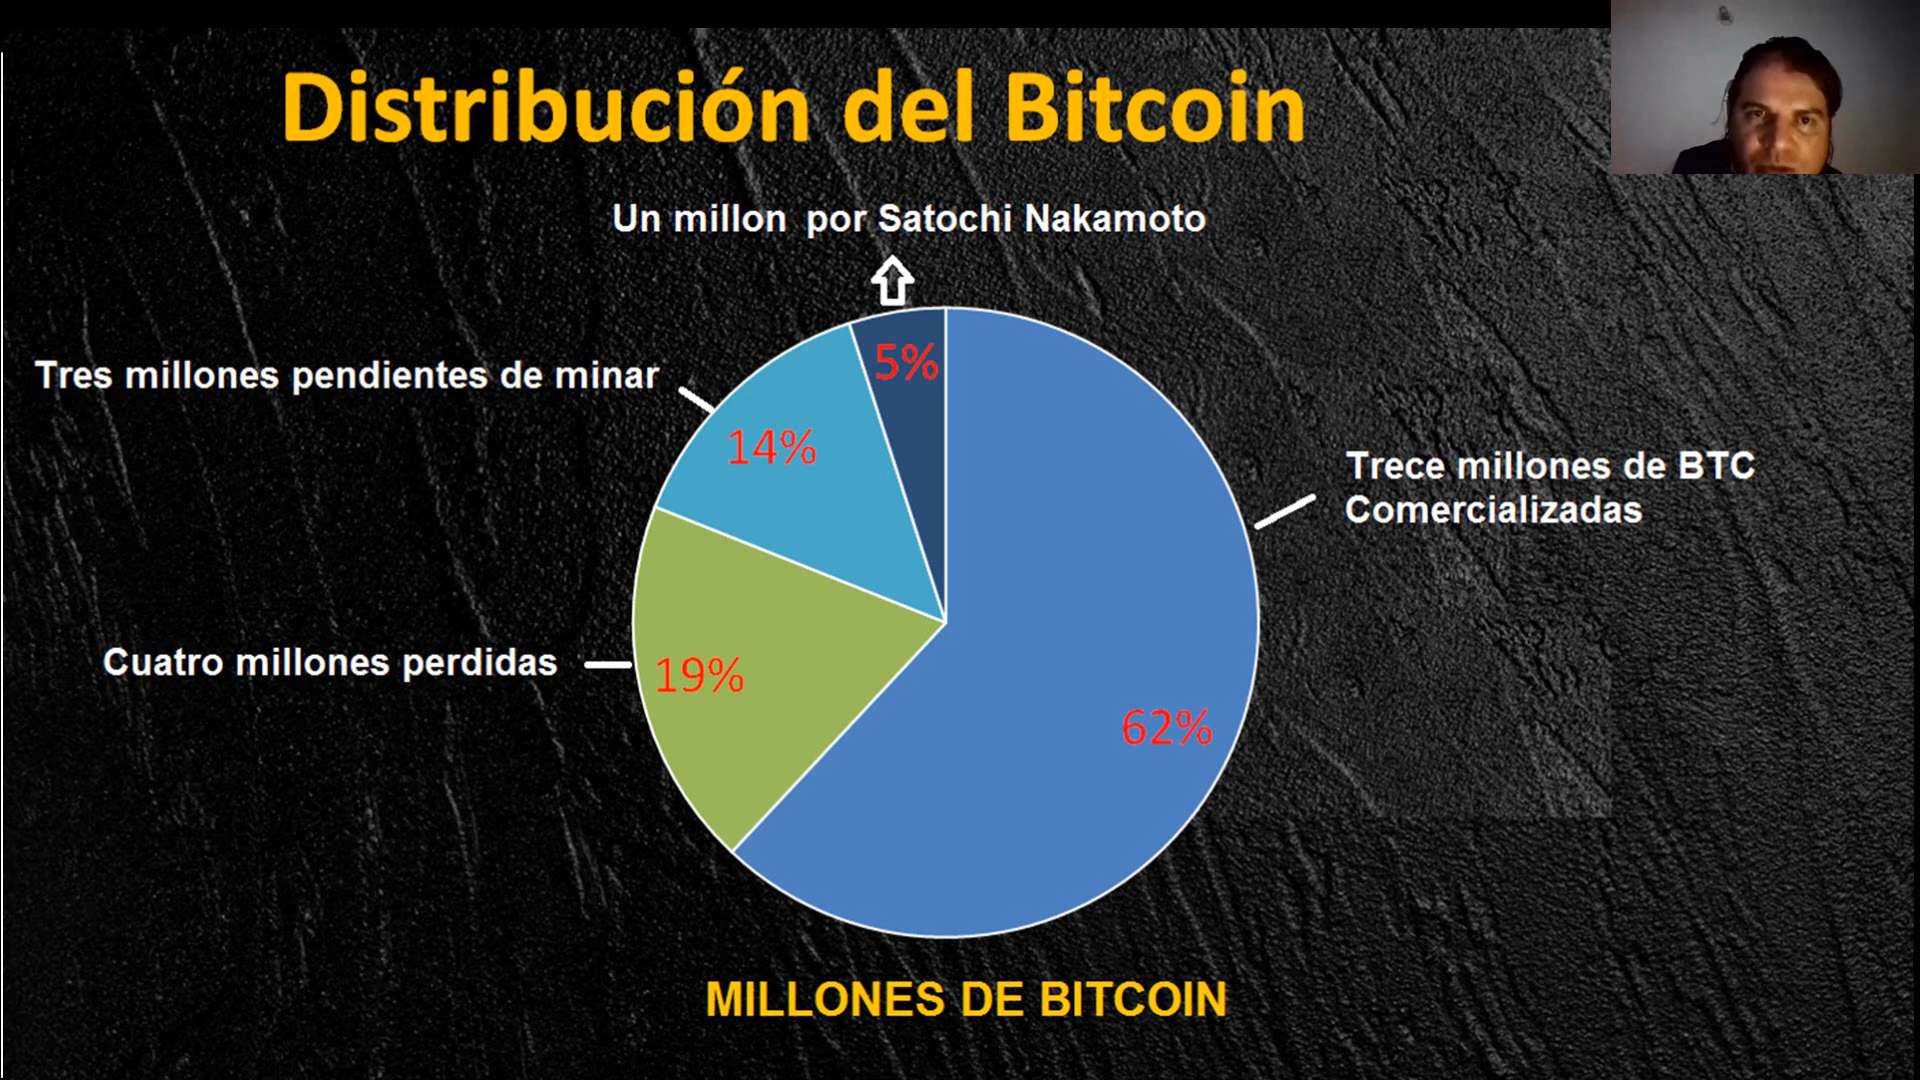 Distribución del Bitcoin
Un millon por Satochi Nakamoto
5%
Tres millones pendientes de minar
14%
Trece millones de BTC
Comercializadas
Cuatro millones perdidas
19%
62%
MILLONES DE BITCOIN